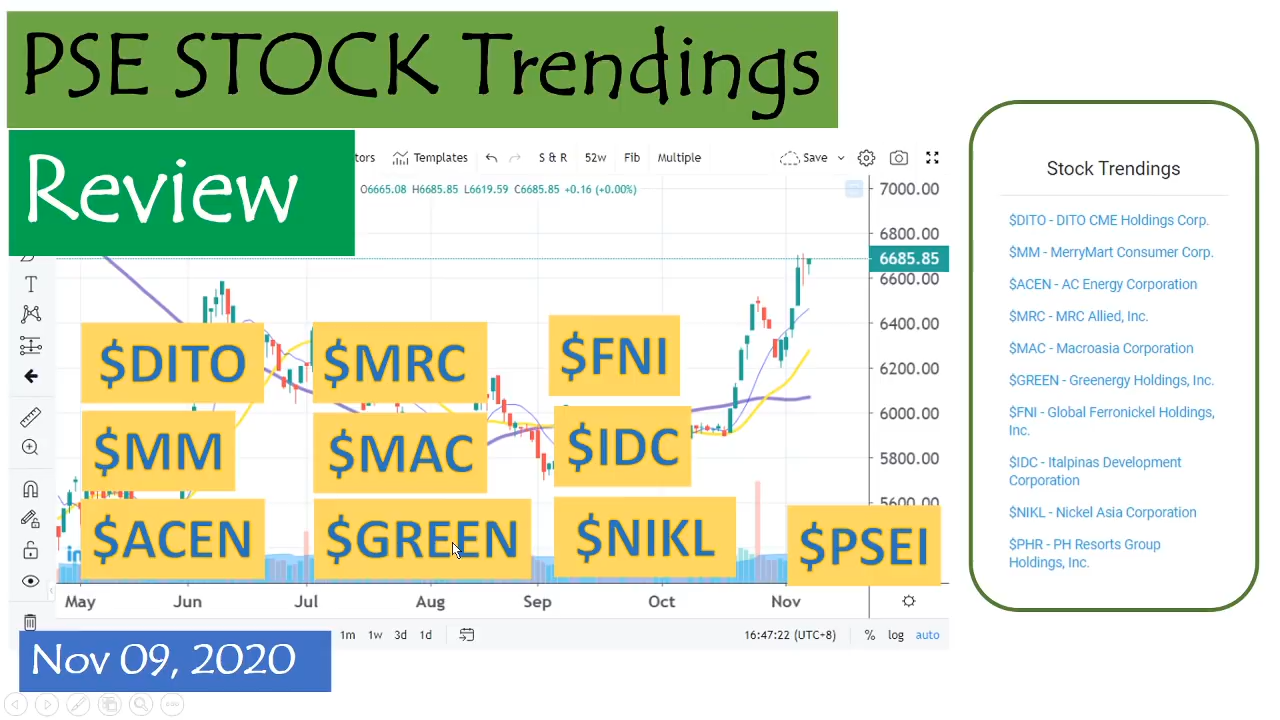 PSE STOCK Trendings
Review
Templates
S & R
52w
Fib
Multiple
Save
O6665.08 H6685.85 L6619.59 C6685.85 +0.16 (+0.00%)
7000.00
6800.00
6685.85
6600.00
6400.00
6200.00
6000.00
5800.00
5600.00
$DITO
$MRC
$FNI
$MM
$MAC
$IDC
$ACEN
$GREEN
$NIKL
$PSEI
May Jun Jul Aug Sep Oct Nov
1m 1w 3d 1d
16:47:22 (UTC+8) % log auto
Nov 09, 2020
Stock Trendings
$DITO - DITO CME Holdings Corp.
$MM - MerryMart Consumer Corp.
$ACEN - AC Energy Corporation
$MRC - MRC Allied, Inc.
$MAC - Macroasia Corporation
$GREEN - Greenergy Holdings, Inc.
$FNI - Global Ferronickel Holdings,
Inc.
$IDC - Italpinas Development
Corporation
$NIKL - Nickel Asia Corporation
$PHR - PH Resorts Group
Holdings, Inc.